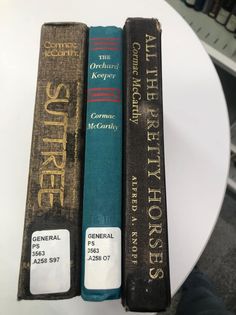 Cormac
McCarthy
SUTTREE
GENERAL
PS
3563
.A258 S97
THE
Orchard
Keeper
Cormac
McCarthy
GENERAL
PS
3563
.A258 O7
ALL THE PRETTY HORSES
Cormac McCarthy
ALFRED A. KNOPF